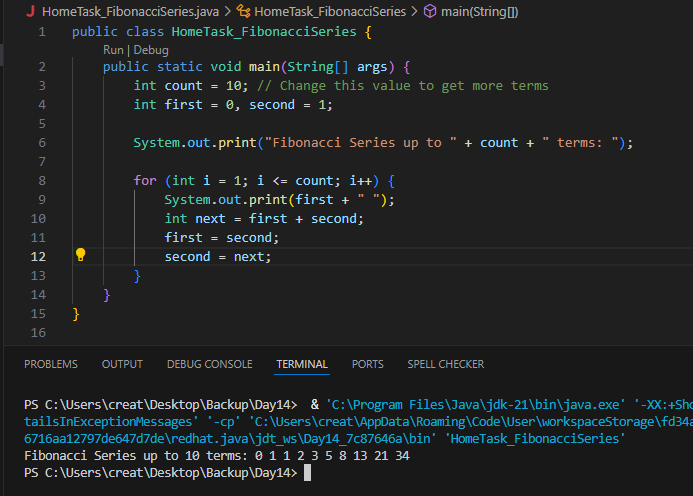 HomeTask_FibonacciSeries.java > HomeTask_FibonacciSeries > main(String[])
1 public class HomeTask_FibonacciSeries {
Run | Debug
2 public static void main(String[] args) {
3 int count = 10; // Change this value to get more terms
4 int first = 0, second = 1;
5
6 System.out.print("Fibonacci Series up to " + count + " terms: ");
7
8 for (int i = 1; i <= count; i++) {
9 System.out.print(first + " ");
10 int next = first + second;
11 first = second;
12 second = next;
13 }
14 }
15 }
16
PROBLEMS OUTPUT DEBUG CONSOLE TERMINAL PORTS SPELL CHECKER
PS C:\Users\creat\Desktop\Backup\Day14> & 'C:\Program Files\Java\jdk-21\bin\java.exe' '-XX:+Sho
tailsInExceptionMessages' '-cp' 'C:\Users\creat\AppData\Roaming\Code\User\workspaceStorage\fd34a
6716aa12797de647d7de\redhat.java\jdt_ws\Day14_7c87646a\bin' 'HomeTask_FibonacciSeries'
Fibonacci Series up to 10 terms: 0 1 1 2 3 5 8 13 21 34
PS C:\Users\creat\Desktop\Backup\Day14>